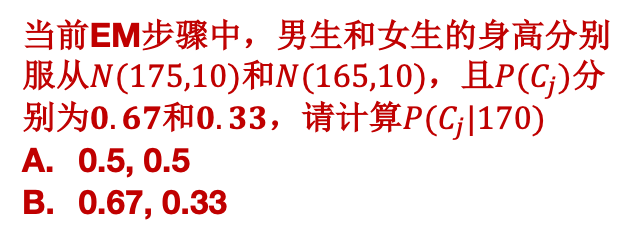 当前EM步骤中，男生和女生的身高分别
服从N(175,10)和N(165,10)，且P(C_j)分
别为0.67和0.33，请计算P(C_j|170)
A. 0.5, 0.5
B. 0.67, 0.33